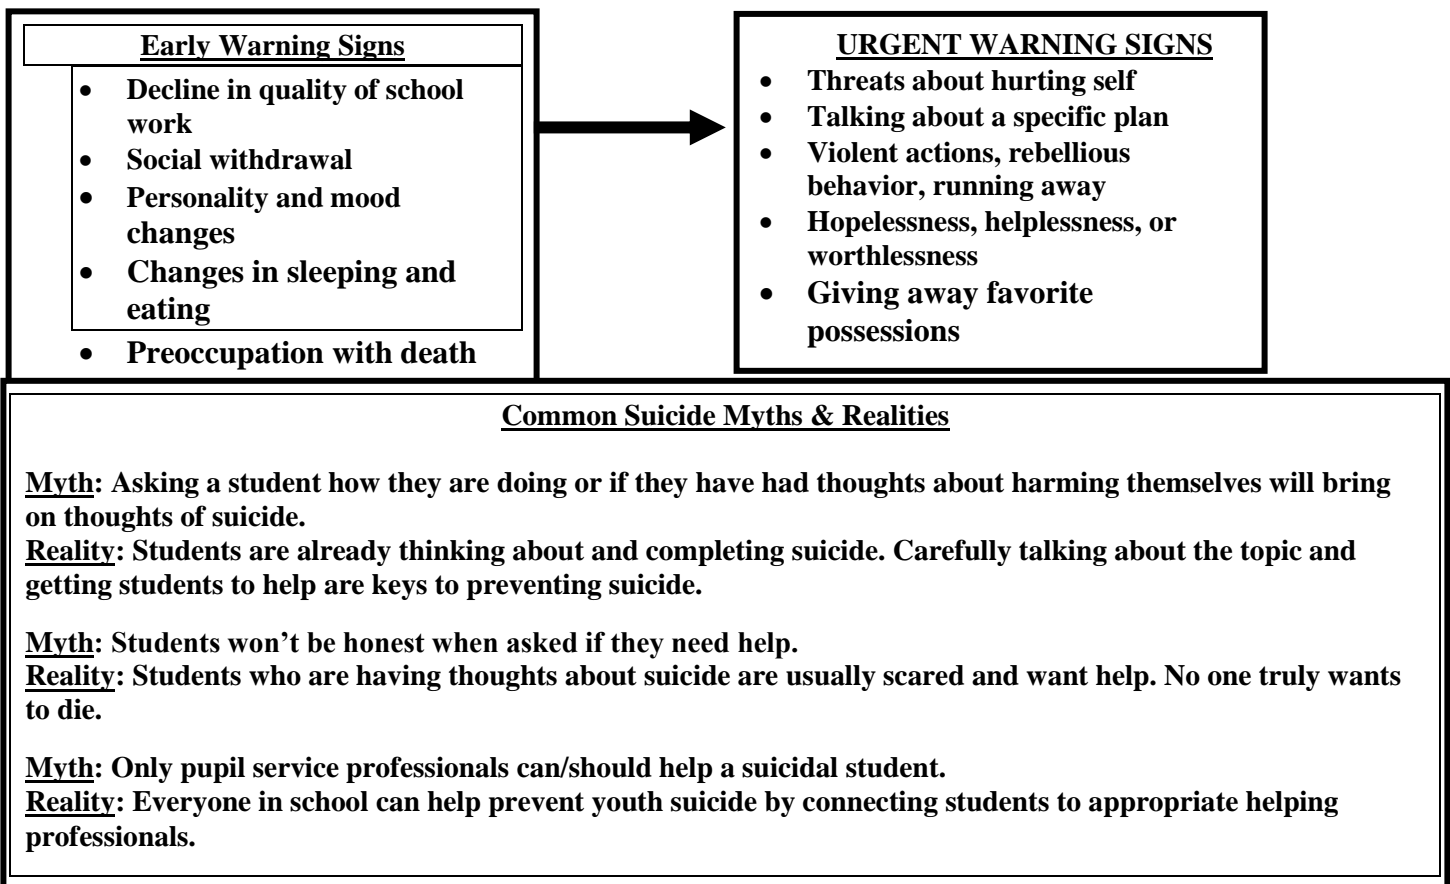 Early Warning Signs
• Decline in quality of school
work
• Social withdrawal
• Personality and mood
changes
• Changes in sleeping and
eating
• Preoccupation with death
URGENT WARNING SIGNS
• Threats about hurting self
• Talking about a specific plan
• Violent actions, rebellious
behavior, running away
• Hopelessness, helplessness, or
worthlessness
• Giving away favorite
possessions
Common Suicide Myths & Realities
Myth: Asking a student how they are doing or if they have had thoughts about harming themselves will bring
on thoughts of suicide.
Reality: Students are already thinking about and completing suicide. Carefully talking about the topic and
getting students to help are keys to preventing suicide.
Myth: Students won’t be honest when asked if they need help.
Reality: Students who are having thoughts about suicide are usually scared and want help. No one truly wants
to die.
Myth: Only pupil service professionals can/should help a suicidal student.
Reality: Everyone in school can help prevent youth suicide by connecting students to appropriate helping
professionals.